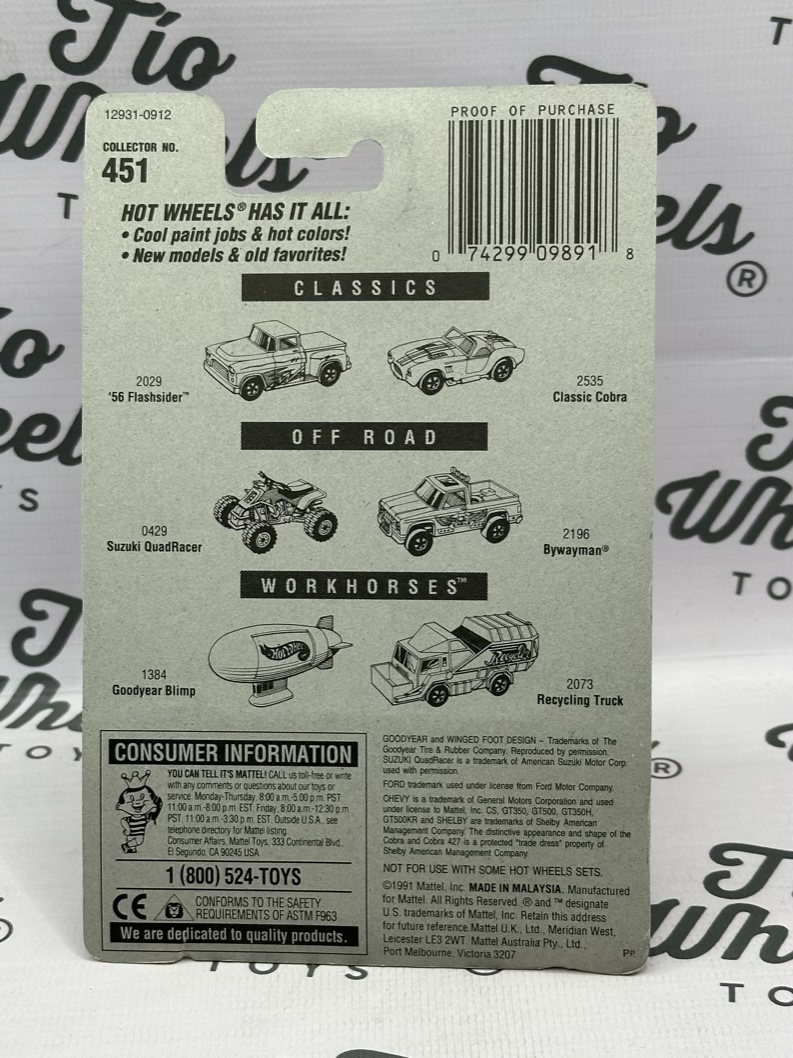 12931-0912
COLLECTOR NO.
451
PROOF OF PURCHASE
0 74299 09891 8
HOT WHEELS® HAS IT ALL:
• Cool paint jobs & hot colors!
• New models & old favorites!
CLASSICS
2029
'56 Flashsider™
2535
Classic Cobra
OFF ROAD
0429
Suzuki QuadRacer
2196
Bywayman®
WORKHORSES™
Hot Wheels
1384
Goodyear Blimp
Recycle
2073
Recycling Truck
CONSUMER INFORMATION
YOU CAN TELL IT'S MATTEL! CALL us toll-free or write
with any comments or questions about our toys or
service. Monday-Thursday, 8:00 a.m.-5:00 p.m. PST
11:00 a.m.-8:00 p.m. EST. Friday, 8:00 a.m.-12:30 p.m
PST, 11:00 a.m.-3:30 p.m. EST. Outside U.S.A., see
telephone directory for Mattel listing.
Consumer Affairs, Mattel Toys, 333 Continental Blvd.
El Segundo, CA 90245 USA
1 (800) 524-TOYS
CE CONFORMS TO THE SAFETY
REQUIREMENTS OF ASTM F963
We are dedicated to quality products.
GOODYEAR and WINGED FOOT DESIGN – Trademarks of The
Goodyear Tire & Rubber Company. Reproduced by permission.
SUZUKI QuadRacer is a trademark of American Suzuki Motor Corp.
used with permission.
FORD trademark used under license from Ford Motor Company.
CHEVY is a trademark of General Motors Corporation and used
under license to Mattel, Inc. CS, GT350, GT500, GT350H,
GT500KR and SHELBY are trademarks of Shelby American
Management Company. The distinctive appearance and shape of the
Cobra and Cobra 427 is a protected "trade dress" property of
Shelby American Management Company.
NOT FOR USE WITH SOME HOT WHEELS SETS.
©1991 Mattel, Inc. MADE IN MALAYSIA. Manufactured
for Mattel. All Rights Reserved. ® and ™ designate
U.S. trademarks of Mattel, Inc. Retain this address
for future reference.Mattel U.K., Ltd., Meridian West,
Leicester LE3 2WT. Mattel Australia Pty., Ltd.,
Port Melbourne, Victoria 3207
PP
Tío
Wheels
TOYS